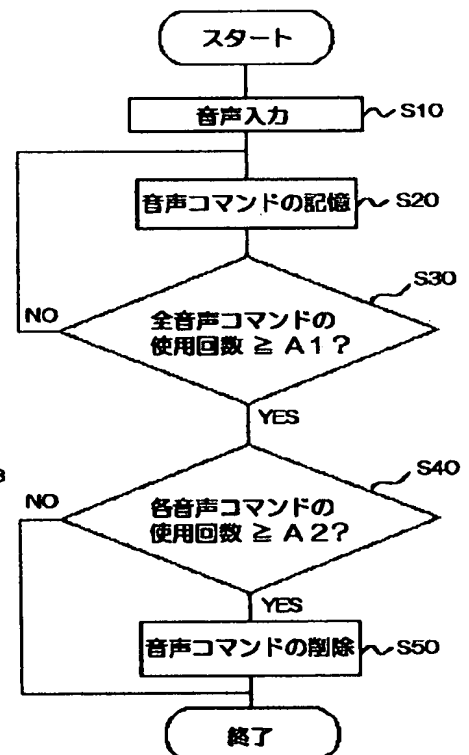 スタート
音声入力
S10
音声コマンドの記憶
S20
S30
全音声コマンドの
使用回数 ≧ A1?
NO
YES
S40
各音声コマンドの
使用回数 ≧ A2?
NO
YES
音声コマンドの削除
S50
終了